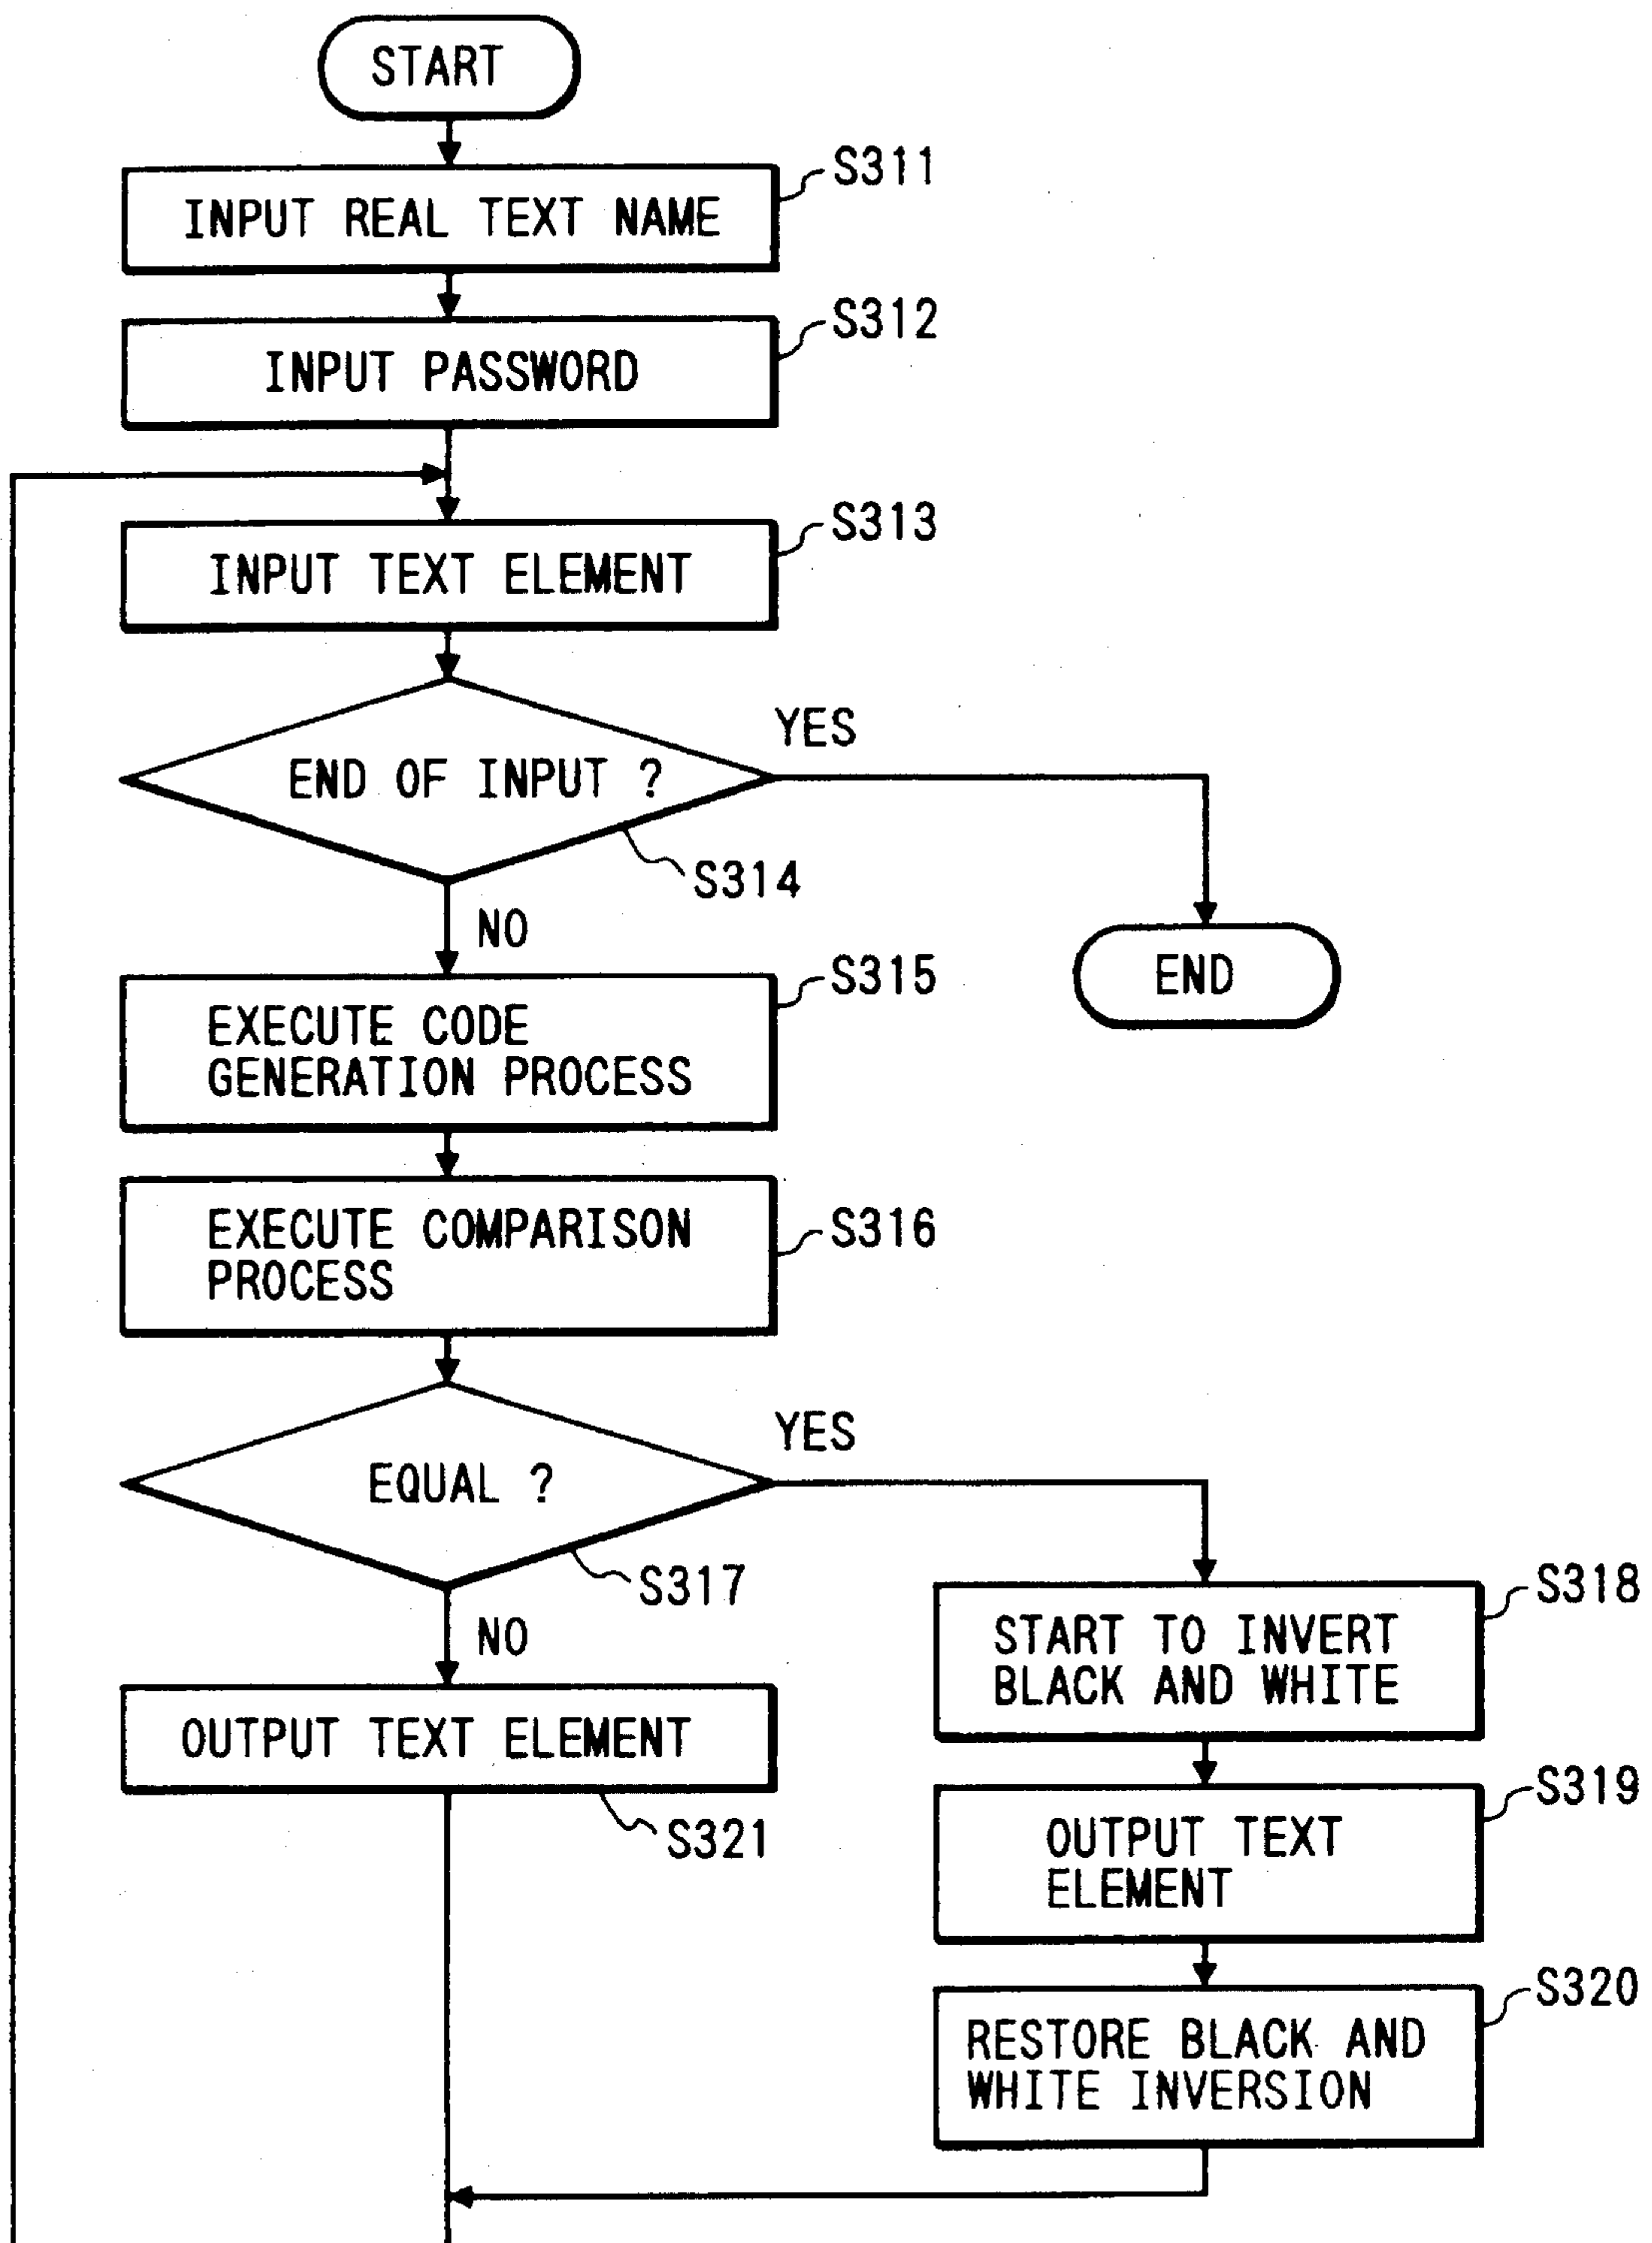 START
S311
INPUT REAL TEXT NAME
S312
INPUT PASSWORD
S313
INPUT TEXT ELEMENT
YES
END OF INPUT ?
S314
NO
END
S315
EXECUTE CODE
GENERATION PROCESS
S316
EXECUTE COMPARISON
PROCESS
YES
EQUAL ?
S317
NO
S318
START TO INVERT
BLACK AND WHITE
OUTPUT TEXT ELEMENT
S321
S319
OUTPUT TEXT
ELEMENT
S320
RESTORE BLACK AND
WHITE INVERSION